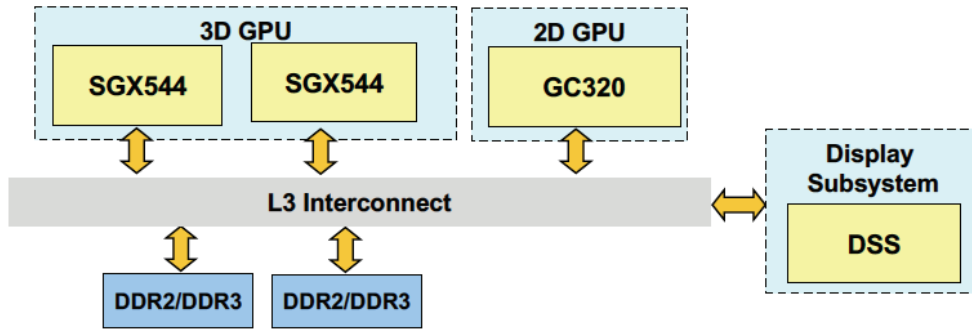 3D GPU
2D GPU
SGX544
SGX544
GC320
Display
Subsystem
L3 Interconnect
DSS
DDR2/DDR3
DDR2/DDR3